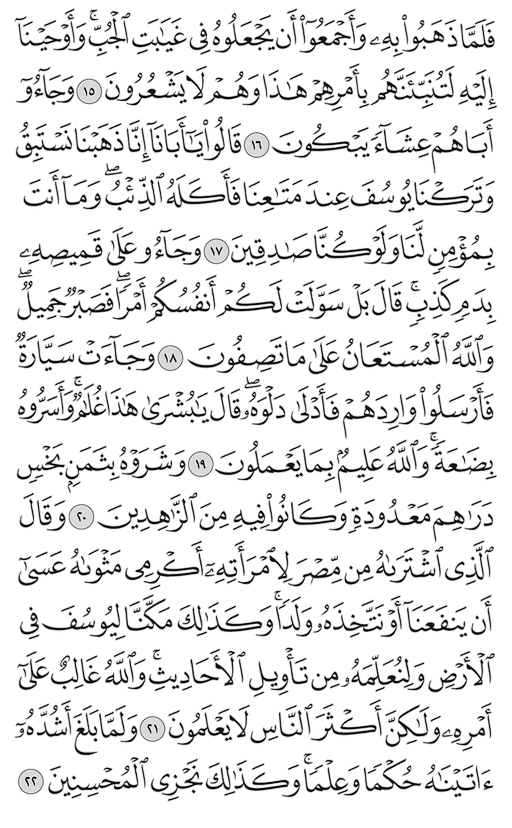 فَلَمَّا ذَهَبُوا۟ بِهِۦ وَأَجْمَعُوٓا۟ أَن يَجْعَلُوهُ فِى غَيَٰبَتِ ٱلْجُبِّ ۚ وَأَوْحَيْنَآ
إِلَيْهِ لَتُنَبِّئَنَّهُم بِأَمْرِهِمْ هَٰذَا وَهُمْ لَا يَشْعُرُونَ ١٥ وَجَآءُوٓ
أَبَاهُمْ عِشَآءً يَبْكُونَ ١٦ قَالُوا۟ يَٰٓأَبَانَآ إِنَّا ذَهَبْنَا نَسْتَبِقُ
وَتَرَكْنَا يُوسُفَ عِندَ مَتَٰعِنَا فَأَكَلَهُ ٱلذِّئْبُ ۖ وَمَآ أَنتَ
بِمُؤْمِنٍ لَّنَا وَلَوْ كُنَّا صَٰدِقِينَ ١٧ وَجَآءُو عَلَىٰ قَمِيصِهِۦ
بِدَمٍ كَذِبٍ ۚ قَالَ بَلْ سَوَّلَتْ لَكُمْ أَنفُسُكُمْ أَمْرًا ۖ فَصَبْرٌ جَمِيلٌ ۖ
وَٱللَّهُ ٱلْمُسْتَعَانُ عَلَىٰ مَا تَصِفُونَ ١٨ وَجَآءَتْ سَيَّارَةٌ
فَأَرْسَلُوا۟ وَارِدَهُمْ فَأَدْلَىٰ دَلْوَهُۥ ۖ قَالَ يَٰبُشْرَىٰ هَٰذَا غُلَٰمٌ ۚ وَأَسَرُّوهُ
بِضَٰعَةً ۚ وَٱللَّهُ عَلِيمٌۢ بِمَا يَعْمَلُونَ ١٩ وَشَرَوْهُ بِثَمَنٍۭ بَخْسٍ
دَرَٰهِمَ مَعْدُودَةٍ وَكَانُوا۟ فِيهِ مِنَ ٱلزَّٰهِدِينَ ٢٠ وَقَالَ
ٱلَّذِى ٱشْتَرَىٰهُ مِن مِّصْرَ لِٱمْرَأَتِهِۦٓ أَكْرِمِى مَثْوَىٰهُ عَسَىٰٓ
أَن يَنفَعَنَآ أَوْ نَتَّخِذَهُۥ وَلَدًا ۚ وَكَذَٰلِكَ مَكَّنَّا لِيُوسُفَ فِى
ٱلْأَرْضِ وَلِنُعَلِّمَهُۥ مِن تَأْوِيلِ ٱلْأَحَادِيثِ ۚ وَٱللَّهُ غَالِبٌ عَلَىٰٓ
أَمْرِهِۦ وَلَٰكِنَّ أَكْثَرَ ٱلنَّاسِ لَا يَعْلَمُونَ ٢١ وَلَمَّا بَلَغَ أَشُدَّهُۥٓ
ءَاتَيْنَٰهُ حُكْمًا وَعِلْمًا ۚ وَكَذَٰلِكَ نَجْزِى ٱلْمُحْسِنِينَ ٢٢